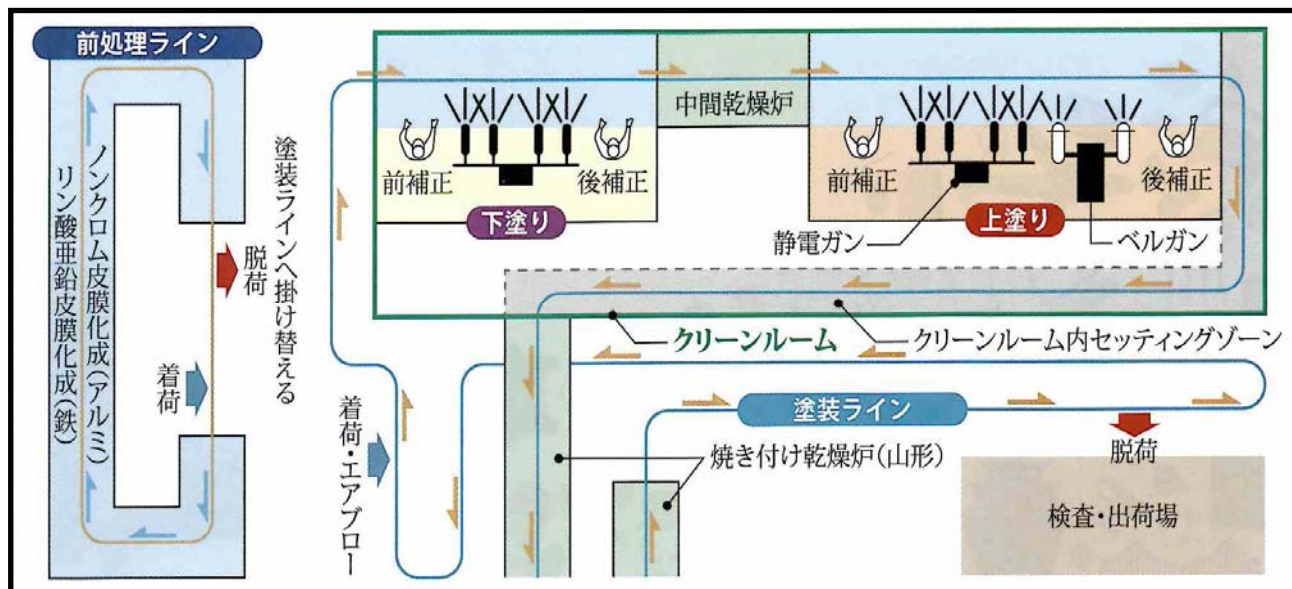 前処理ライン
ノンクロム皮膜化成(アルミ)
リン酸亜鉛皮膜化成(鉄)
着荷
脱荷
塗装ラインへ掛け替える
中間乾燥炉
前補正
後補正
下塗り
前補正
後補正
上塗り
静電ガン
ベルガン
クリーンルーム
クリーンルーム内セッティングゾーン
着荷・エアブロー
塗装ライン
焼き付け乾燥炉(山形)
脱荷
検査・出荷場